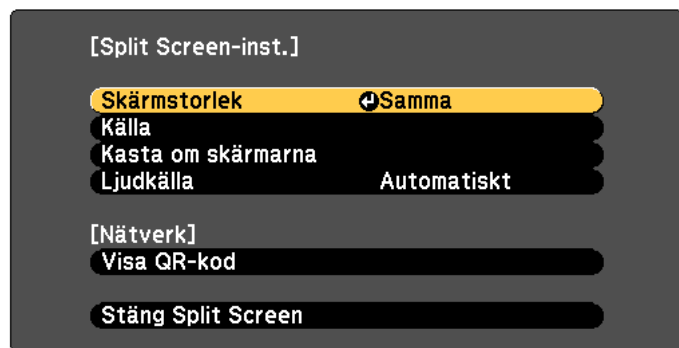 [Split Screen-inst.]
Skärmstorlek Samma
Källa
Kasta om skärmarna
Ljudkälla Automatiskt
[Nätverk]
Visa QR-kod
Stäng Split Screen